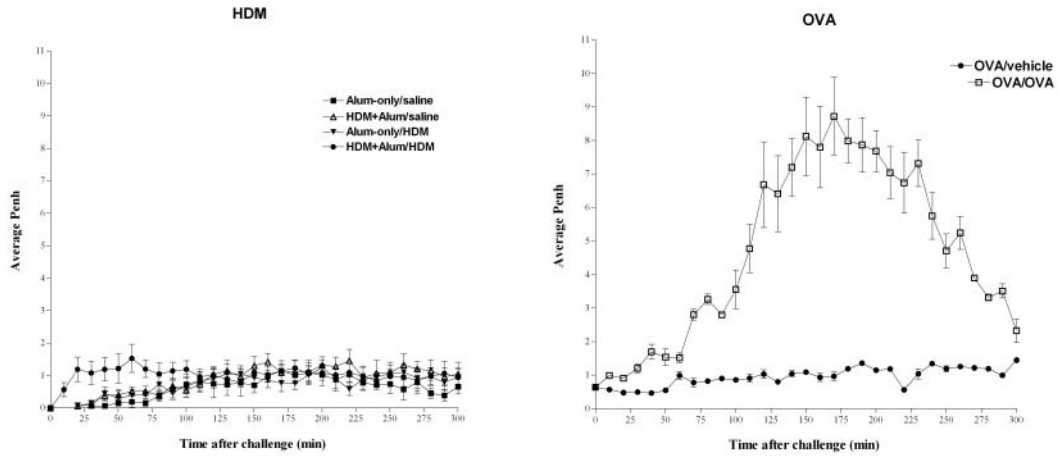 HDM
11
10
9
8
7
6
5
4
3
2
1
0
Average Penh
Alum-only/saline
HDM+Alum/saline
Alum-only/HDM
HDM+Alum/HDM
0 25 50 75 100 125 150 175 200 225 250 275 300
Time after challenge (min)
OVA
11
10
9
8
7
6
5
4
3
2
1
0
Average Penh
OVA/vehicle
OVA/OVA
0 25 50 75 100 125 150 175 200 225 250 275 300
Time after challenge (min)